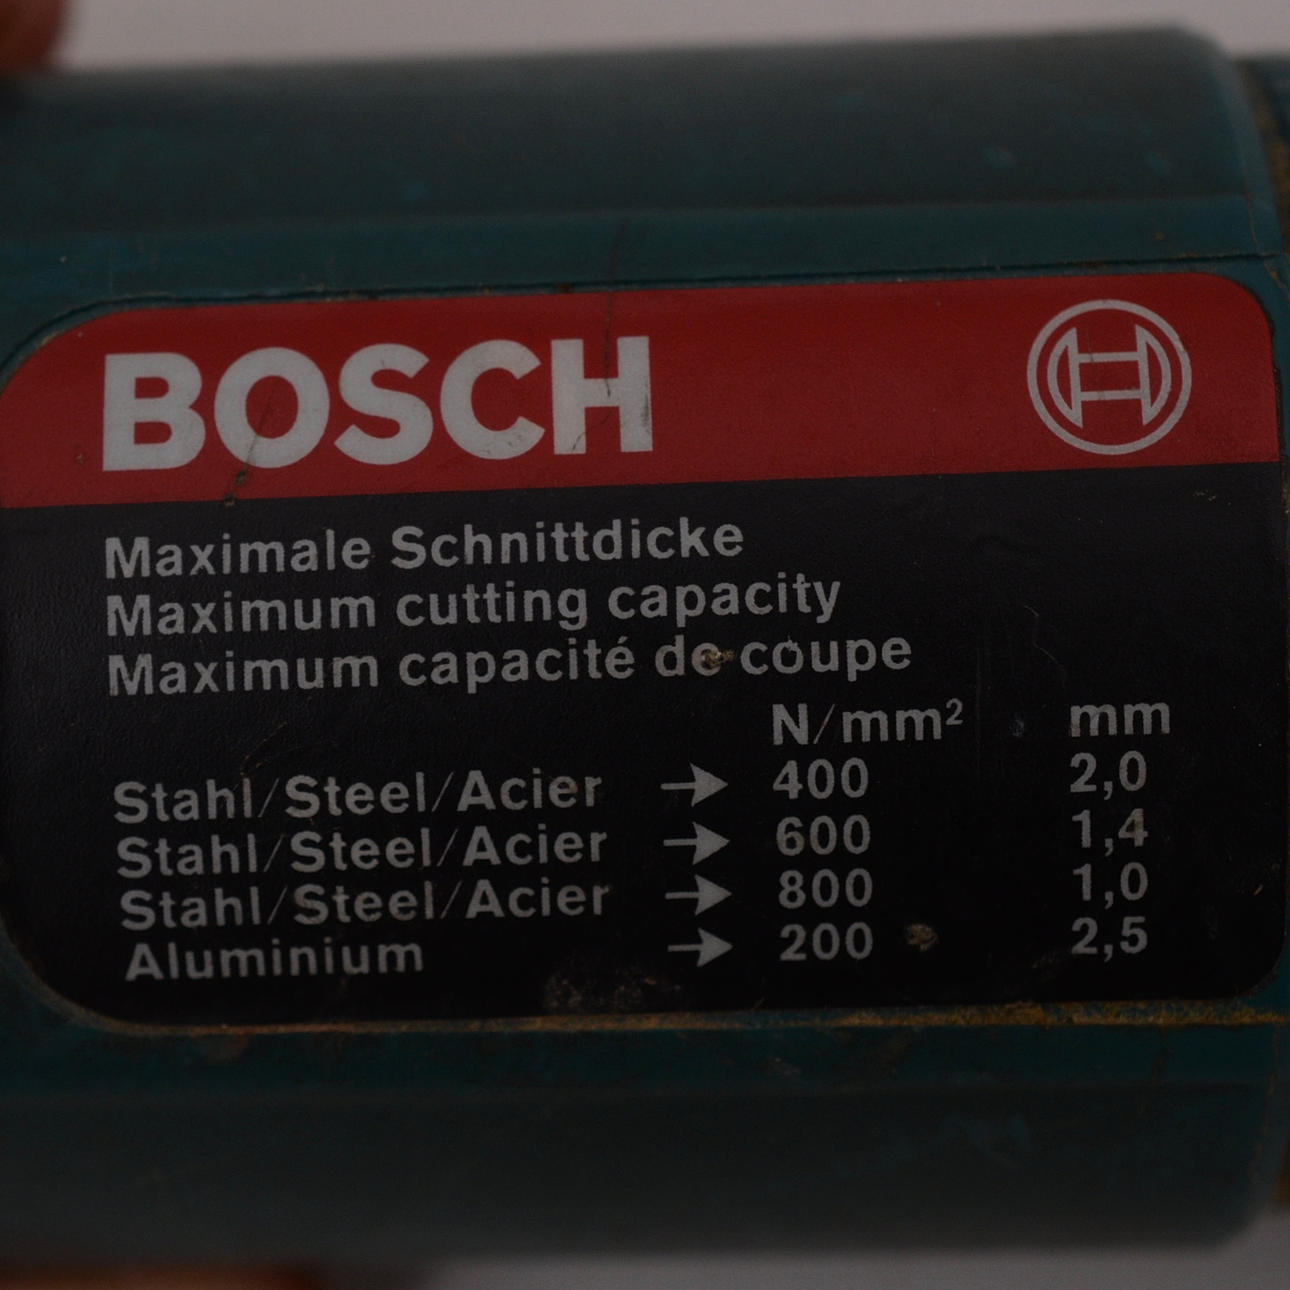 BOSCH
Maximale Schnittdicke
Maximum cutting capacity
Maximum capacité de coupe
N/mm² mm
Stahl/Steel/Acier → 400 2,0
Stahl/Steel/Acier → 600 1,4
Stahl/Steel/Acier → 800 1,0
Aluminium → 200 2,5